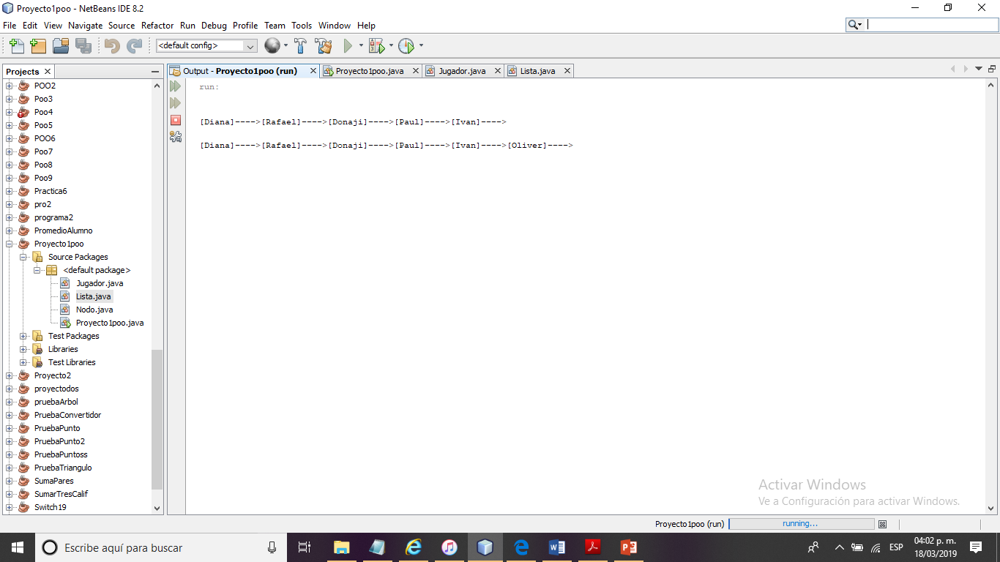 Proyecto1poo - NetBeans IDE 8.2
File Edit View Navigate Source Refactor Run Debug Profile Team Tools Window Help
<default config>
Projects
Output - Proyecto1poo (run)
Proyecto1poo.java
Jugador.java
Lista.java
POO2
Poo3
Poo4
Poo5
POO6
Poo7
Poo8
Poo9
Practica6
pro2
programa2
PromedioAlumno
Proyecto1poo
Source Packages
<default package>
Jugador.java
Lista.java
Nodo.java
Proyecto1poo.java
Test Packages
Libraries
Test Libraries
Proyecto2
proyectodos
pruebaArbol
PruebaConvertidor
PruebaPunto
PruebaPunto2
PruebaPuntoss
PruebaTriangulo
SumaPares
SumarTresCalif
Switch19
run:
[Diana]---->[Rafael]---->[Donaji]---->[Paul]---->[Ivan]---->
[Diana]---->[Rafael]---->[Donaji]---->[Paul]---->[Ivan]---->[Oliver]---->
Activar Windows
Ve a Configuración para activar Windows.
Proyecto1poo (run)
running...
Escribe aquí para buscar
ESP
04:02 p. m.
18/03/2019